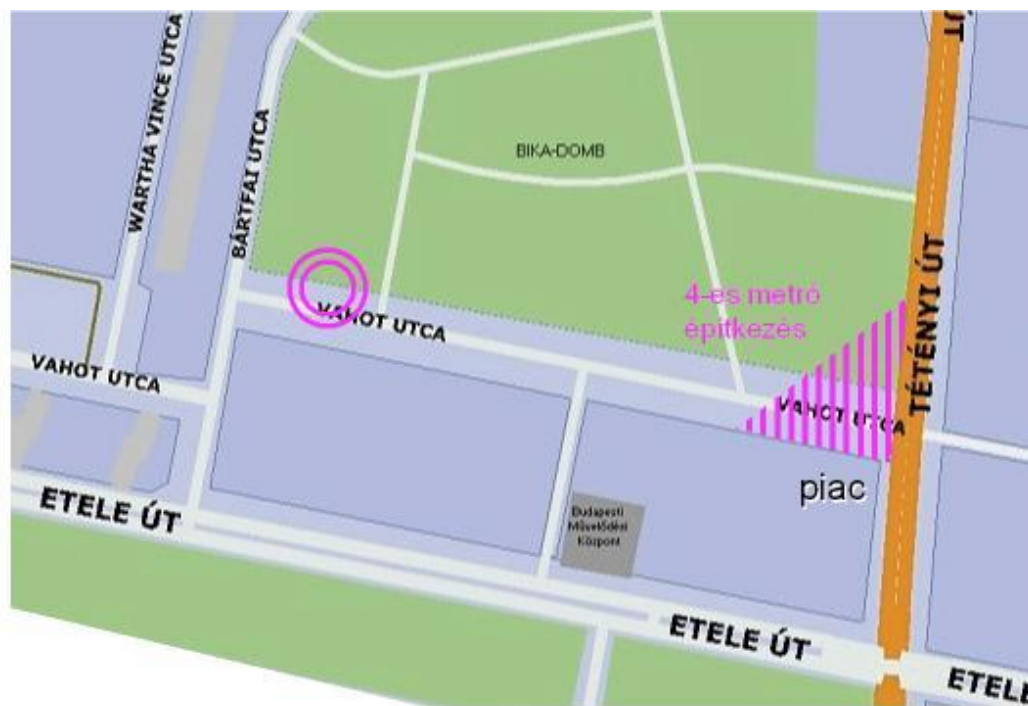 WARTHA VINCE UTCA
BÁRTFAI UTCA
BIKA-DOMB
4-es metró
építkezés
TÉTÉNYI ÚT
VAHOT UTCA
VAHOT UTCA
VAHOT UTCA
piac
Budapesti
Művelődési
Központ
ETELE ÚT
ETELE ÚT
ETELE